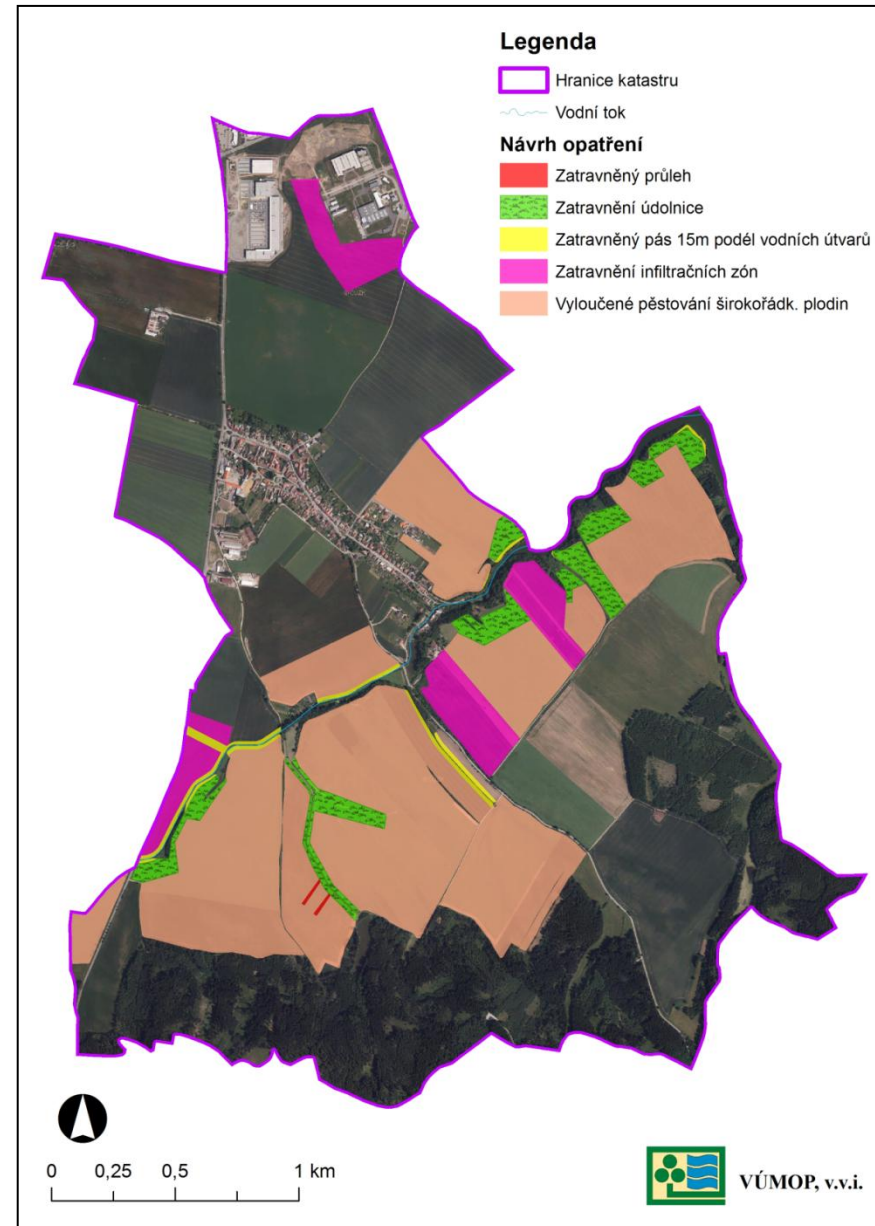 Legenda
Hranice katastru
Vodní tok
Návrh opatření
Zatravněný průleh
Zatravnění údolnice
Zatravněný pás 15m podél vodních útvarů
Zatravnění infiltračních zón
Vyloučené pěstování širokořádk. plodin
0 0,25 0,5 1 km
VÚMOP, v.v.i.